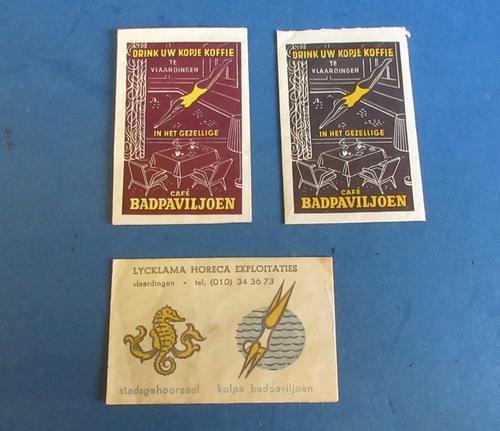 DRINK UW KOPJE KOFFIE
TE
VLAARDINGEN
IN HET GEZELLIGE
CAFÉ
BADPAVILJOEN
DRINK UW KOPJE KOFFIE
TE
VLAARDINGEN
IN HET GEZELLIGE
CAFÉ
BADPAVILJOEN
LYCKLAMA HORECA EXPLOITATIES
vlaardingen - tel. (010) 34 36 73
stadsgehoorzaal kolpa badpaviljoen